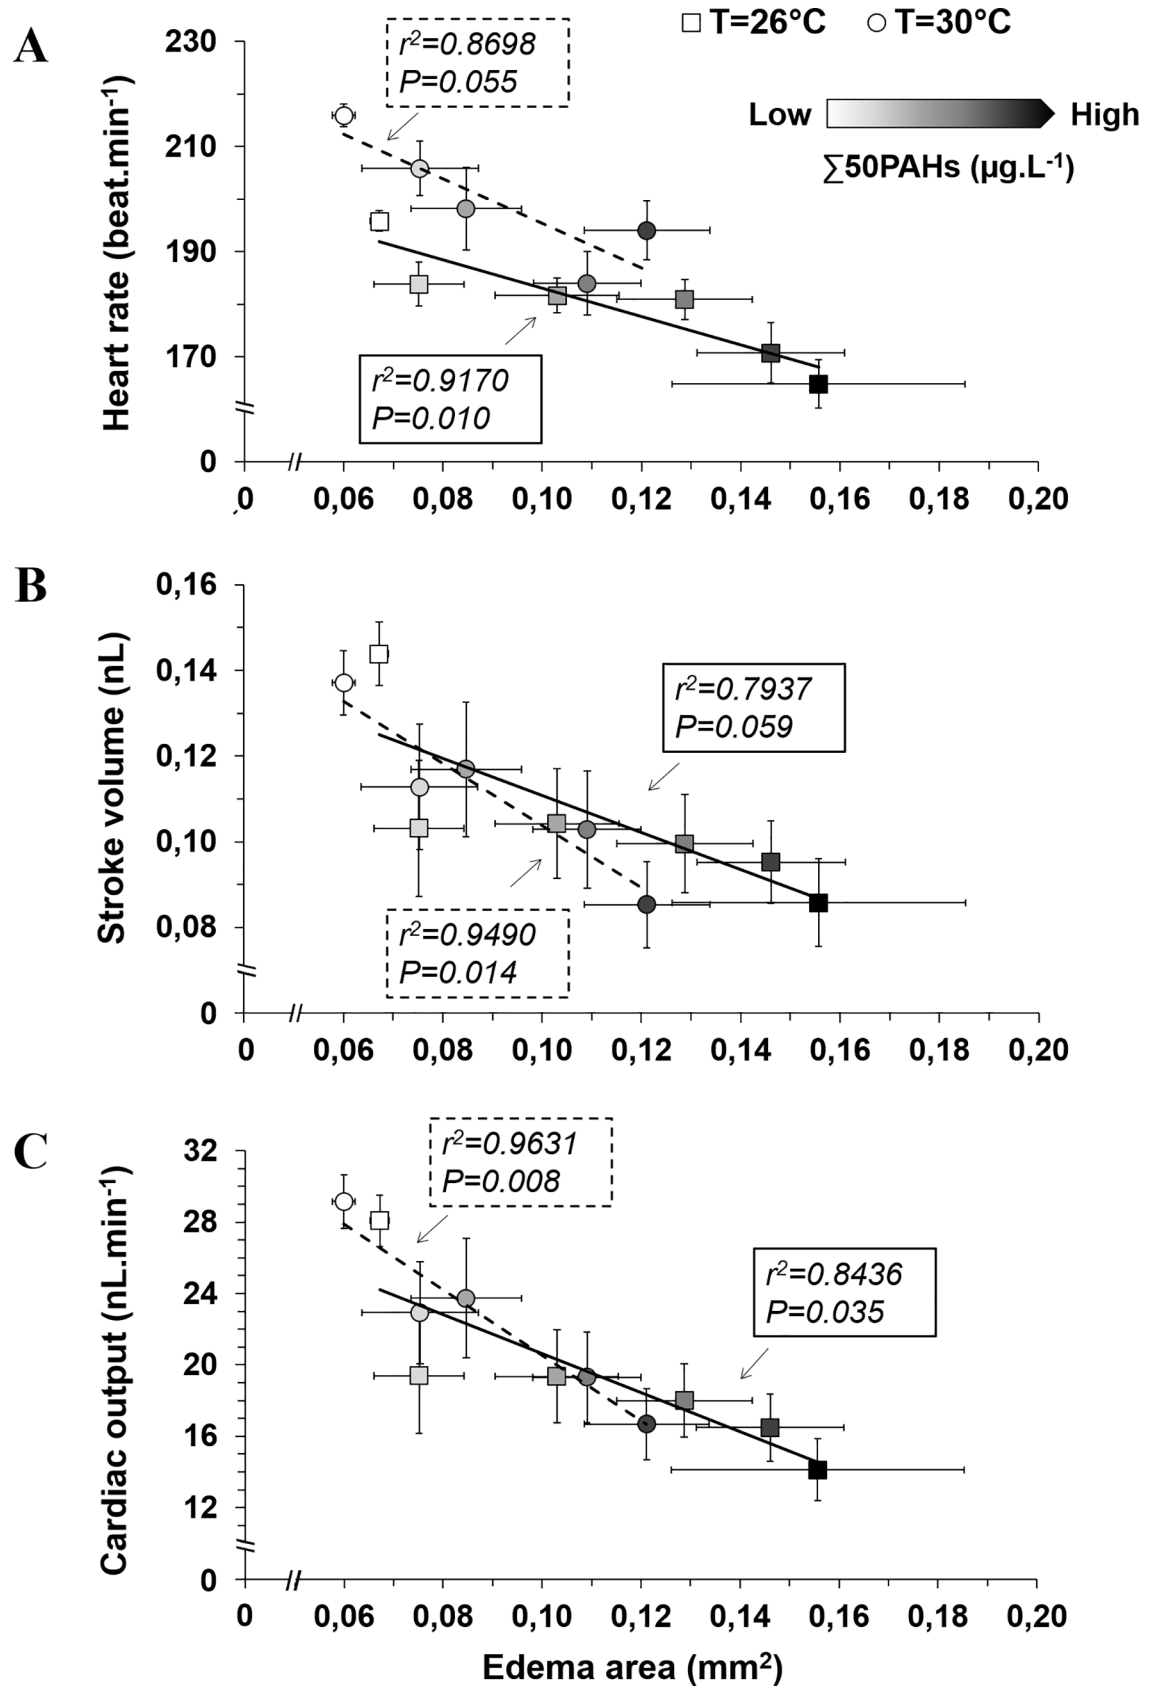 A
T=26°C T=30°C
Low High
∑50PAHs (µg.L-1)
r2=0.8698
P=0.055
r2=0.9170
P=0.010
Heart rate (beat.min-1)
230
210
190
170
0
,0 0,06 0,08 0,10 0,12 0,14 0,16 0,20
B
r2=0.7937
P=0.059
r2=0.9490
P=0.014
Stroke volume (nL)
0,16
0,14
0,12
0,10
0,08
0
0 0,06 0,08 0,10 0,12 0,14 0,16 0,20
C
r2=0.9631
P=0.008
r2=0.8436
P=0.035
Cardiac output (nL.min-1)
32
28
24
20
16
12
0
0 0,06 0,08 0,10 0,12 0,14 0,16 0,20
Edema area (mm2)